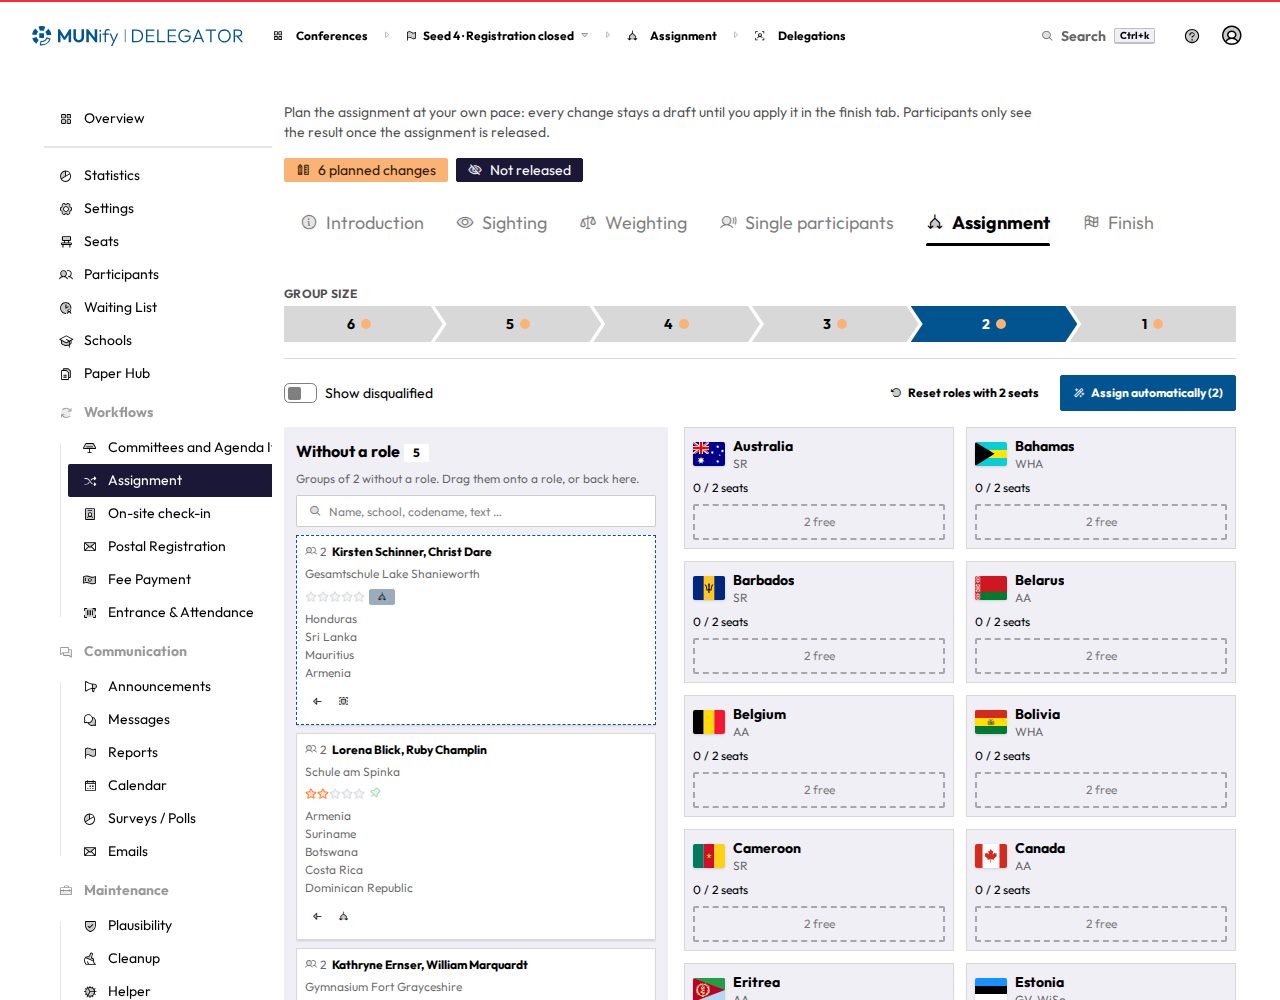 MUNify | DELEGATOR
Conferences
Seed 4 · Registration closed
Assignment
Delegations
Search Ctrl+k
Overview
Statistics
Settings
Seats
Participants
Waiting List
Schools
Paper Hub
Workflows
Committees and Agenda I
Assignment
On-site check-in
Postal Registration
Fee Payment
Entrance & Attendance
Communication
Announcements
Messages
Reports
Calendar
Surveys / Polls
Emails
Maintenance
Plausibility
Cleanup
Helper
Plan the assignment at your own pace: every change stays a draft until you apply it in the finish tab. Participants only see
the result once the assignment is released.
6 planned changes
Not released
Introduction
Sighting
Weighting
Single participants
Assignment
Finish
GROUP SIZE
6
5
4
3
2
1
Show disqualified
Reset roles with 2 seats
Assign automatically (2)
Without a role 5
Groups of 2 without a role. Drag them onto a role, or back here.
Name, school, codename, text ...
2 Kirsten Schinner, Christ Dare
Gesamtschule Lake Shanieworth
Honduras
Sri Lanka
Mauritius
Armenia
2 Lorena Blick, Ruby Champlin
Schule am Spinka
Armenia
Suriname
Botswana
Costa Rica
Dominican Republic
2 Kathryne Ernser, William Marquardt
Gymnasium Fort Grayceshire
Australia
SR
0 / 2 seats
2 free
Bahamas
WHA
0 / 2 seats
2 free
Barbados
SR
0 / 2 seats
2 free
Belarus
AA
0 / 2 seats
2 free
Belgium
AA
0 / 2 seats
2 free
Bolivia
WHA
0 / 2 seats
2 free
Cameroon
SR
0 / 2 seats
2 free
Canada
AA
0 / 2 seats
2 free
Eritrea
AA
Estonia
GV, WiSo